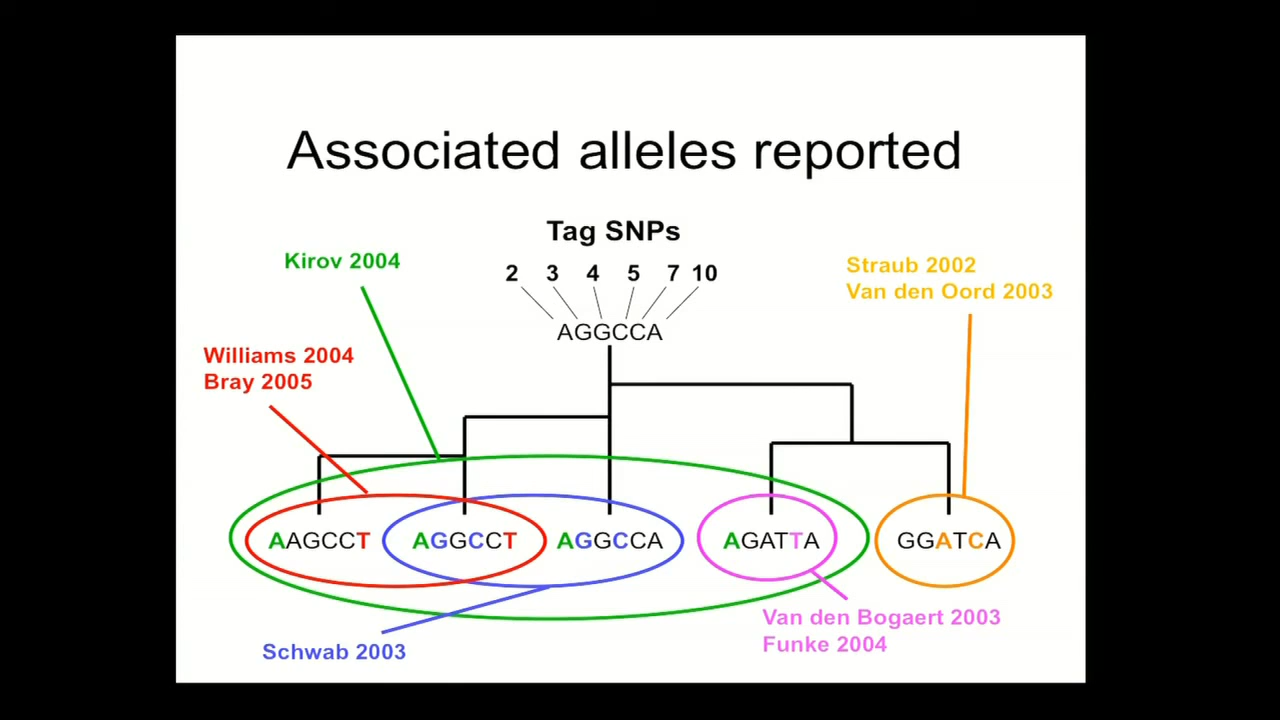 Associated alleles reported
Tag SNPs
Kirov 2004
2 3 4 5 7 10
Straub 2002
Van den Oord 2003
AGGCCA
Williams 2004
Bray 2005
AAGCCT AGGCCT AGGCCA AGATTA GGATCA
Van den Bogaert 2003
Funke 2004
Schwab 2003